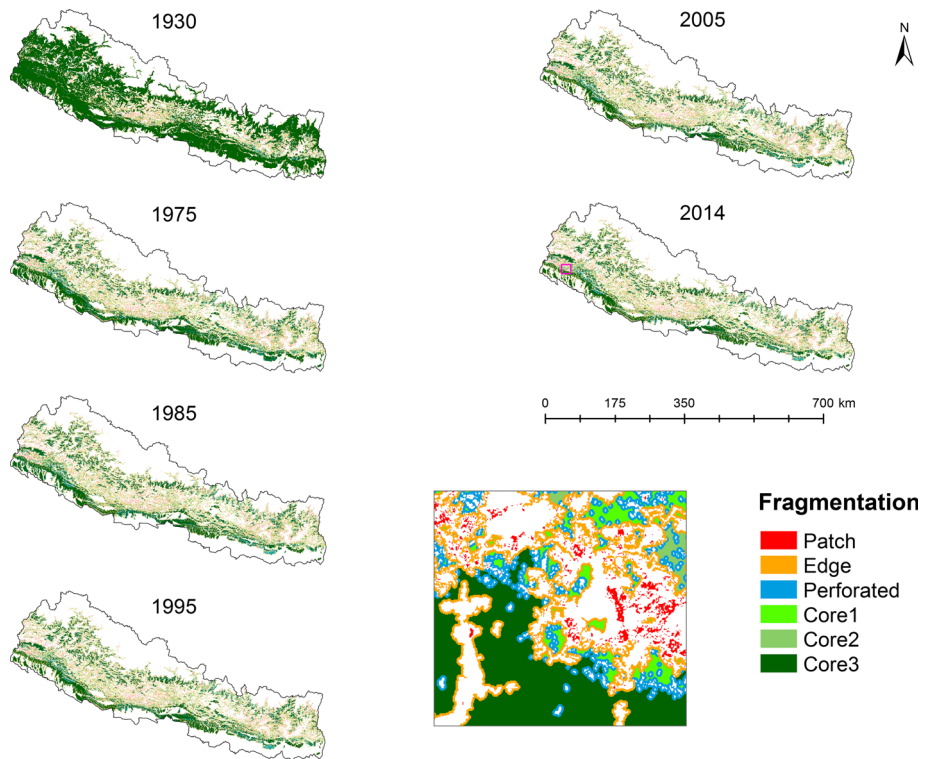 1930
2005
N
1975
2014
0 175 350 700 km
1985
Fragmentation
Patch
Edge
Perforated
Core1
Core2
Core3
1995